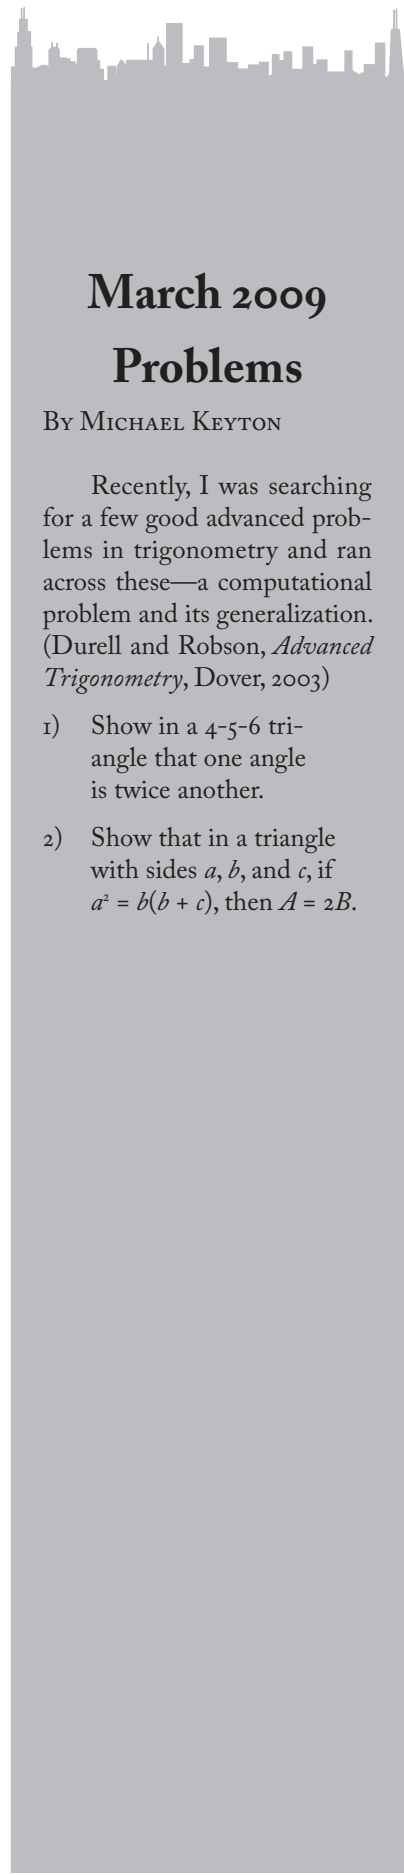 March 2009
Problems
By Michael Keyton
Recently, I was searching
for a few good advanced prob-
lems in trigonometry and ran
across these—a computational
problem and its generalization.
(Durell and Robson, Advanced
Trigonometry, Dover, 2003)
1) Show in a 4-5-6 tri-
angle that one angle
is twice another.
2) Show that in a triangle
with sides a, b, and c, if
a² = b(b + c), then A = 2B.